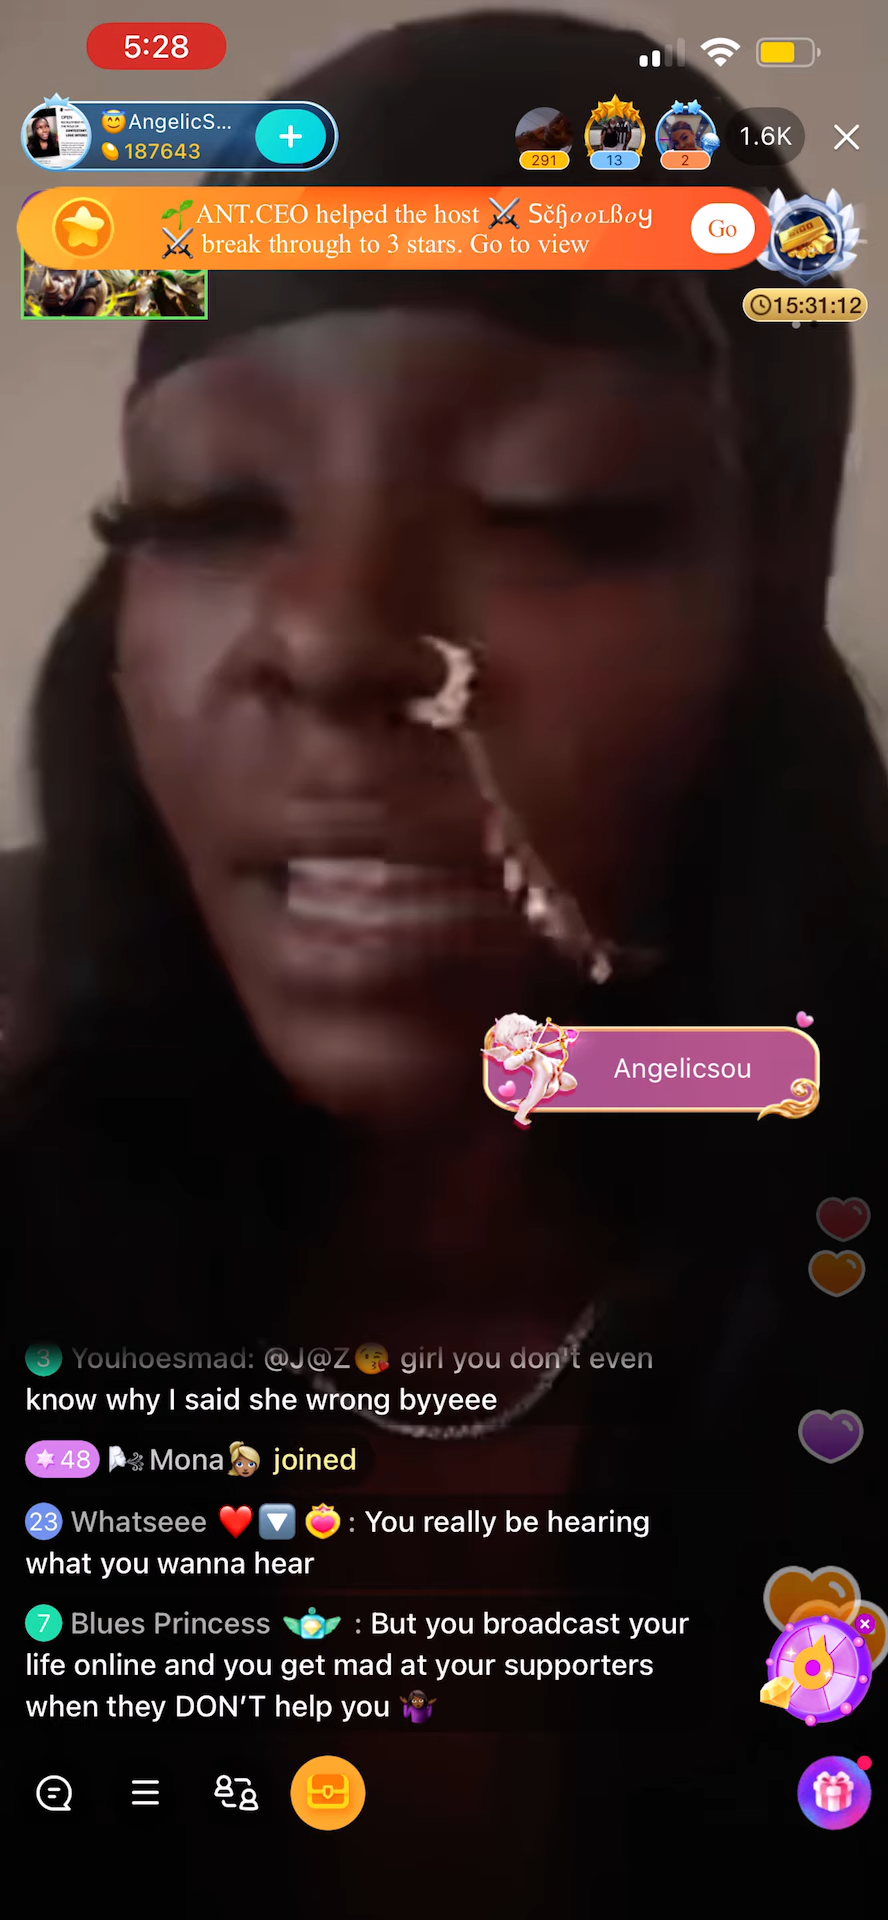 5:28
😇AngelicS...
187643
291
13
2
1.6K
🌱ANT.CEO helped the host ⚔️ Sčɧℴℴʟßℴy
⚔️ break through to 3 stars. Go to view
Go
15:31:12
Angelicsou
3 Youhoesmad: @J@Z😘 girl you don't even
know why I said she wrong byyeee
48 🌬️Mona👱🏽‍♀️ joined
23 Whatseee ❤️🔽 : You really be hearing
what you wanna hear
7 Blues Princess : But you broadcast your
life online and you get mad at your supporters
when they DON'T help you 🤷🏿‍♀️